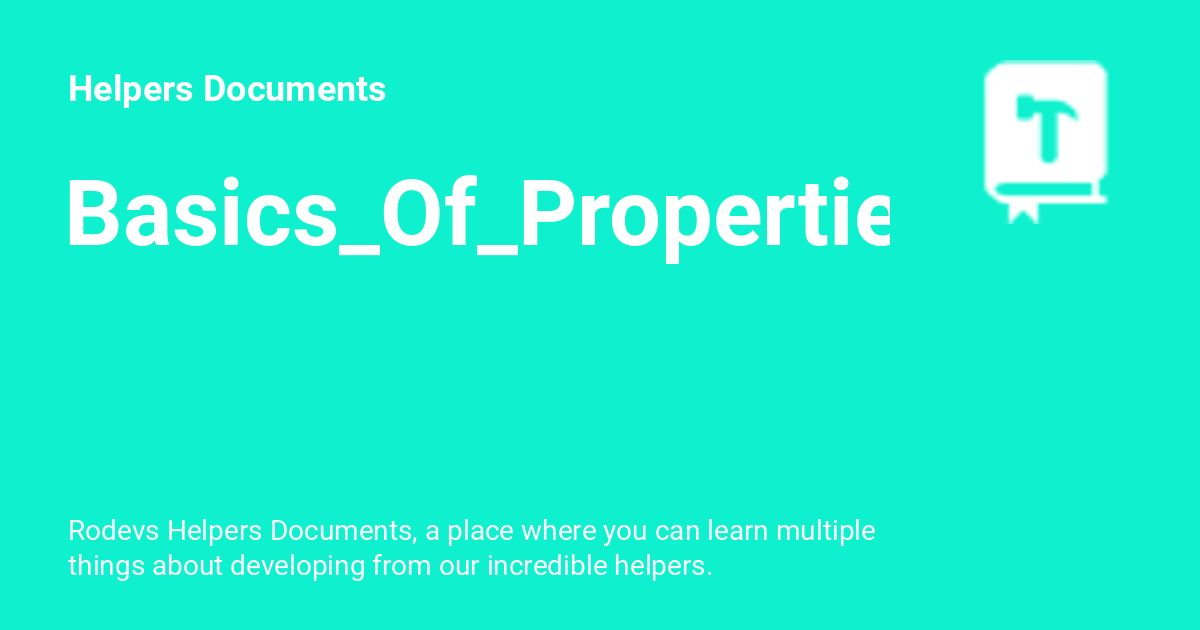 Helpers Documents
Basics_Of_Propertie
Rodevs Helpers Documents, a place where you can learn multiple
things about developing from our incredible helpers.